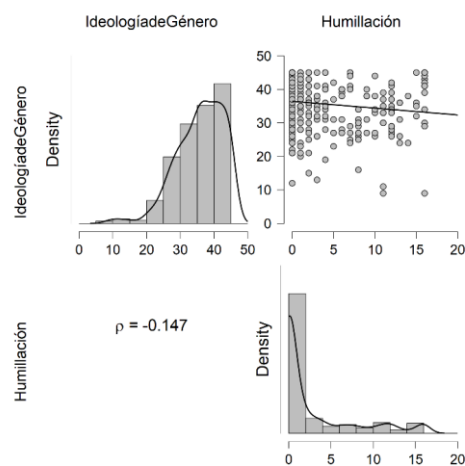 IdeologíadeGénero
Humillación
IdeologíadeGénero
Density
0 10 20 30 40 50
50
40
30
20
10
0
0 5 10 15 20
Humillación
ρ = -0.147
Density
0 5 10 15 20